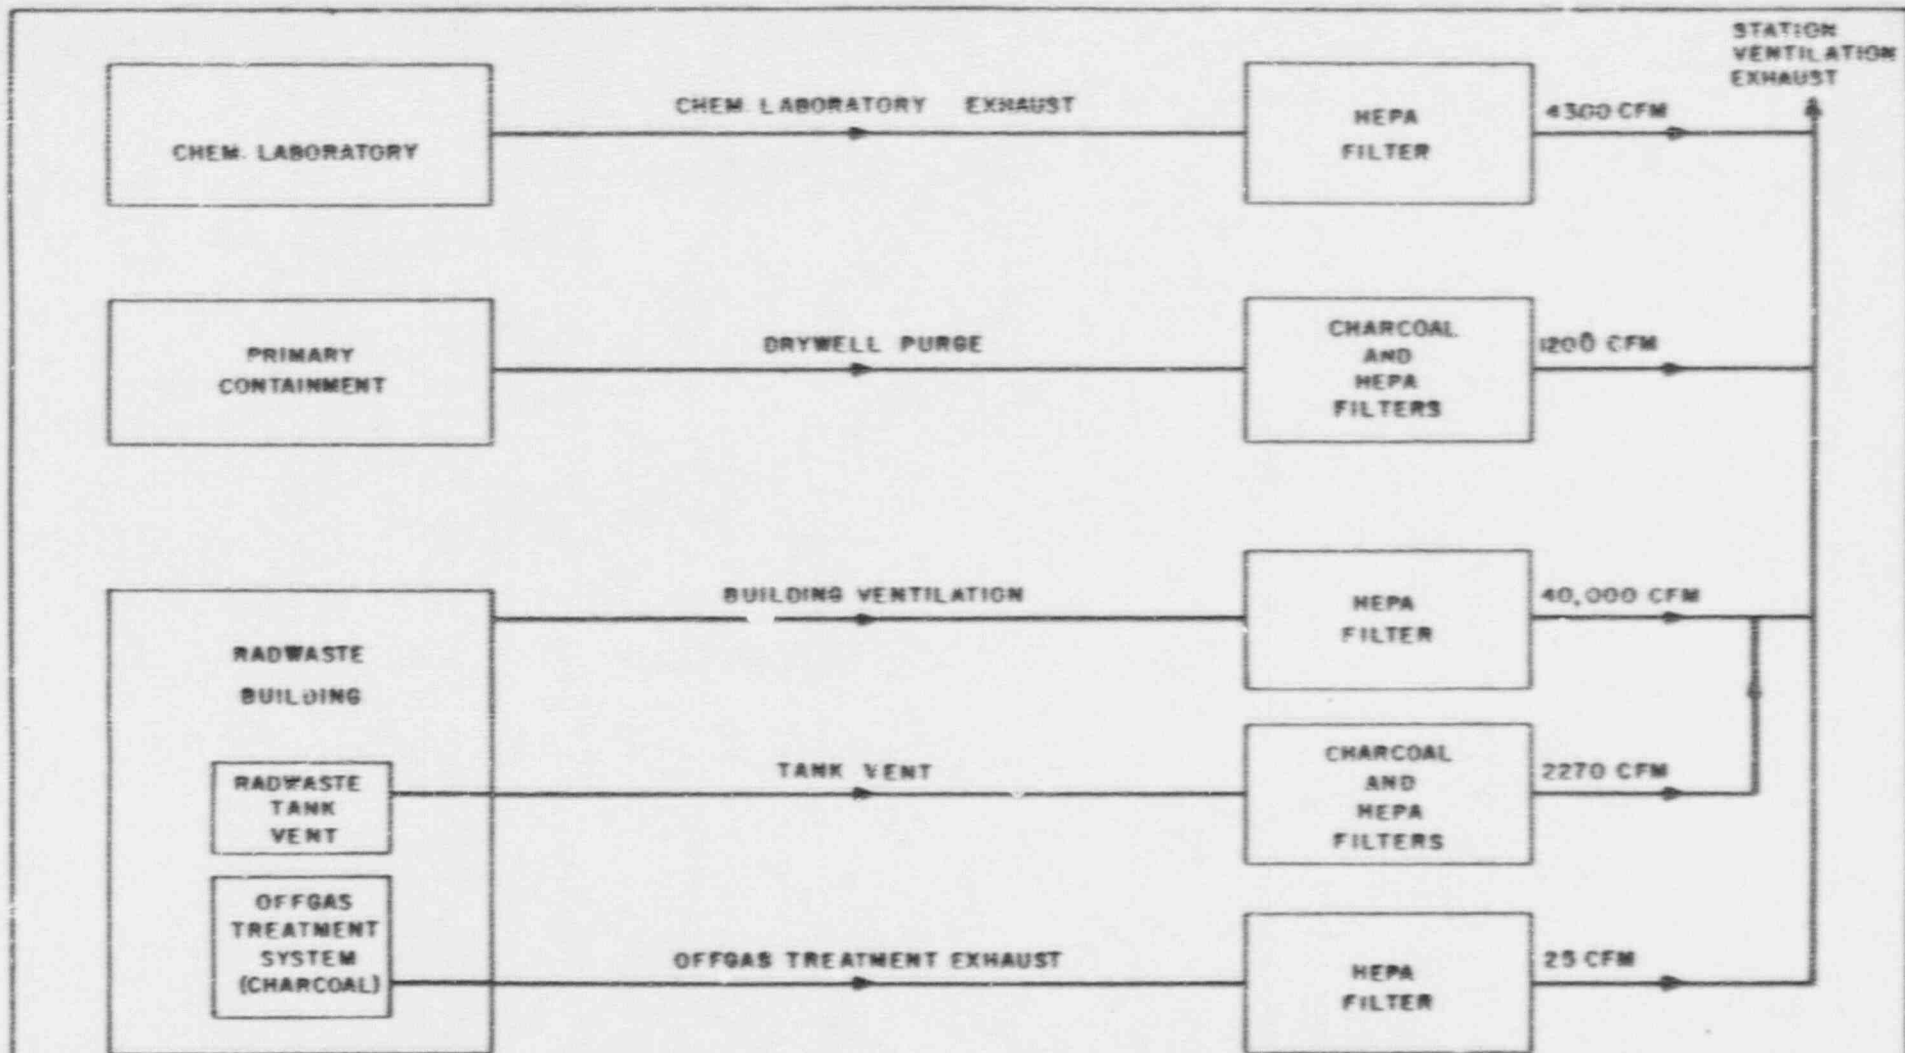 STATION
VENTILATION
EXHAUST
CHEM. LABORATORY
CHEM. LABORATORY EXHAUST
HEPA
FILTER
4300 CFM
PRIMARY
CONTAINMENT
DRYWELL PURGE
CHARCOAL
AND
HEPA
FILTERS
1200 CFM
RADWASTE
BUILDING
BUILDING VENTILATION
HEPA
FILTER
40,000 CFM
RADWASTE
TANK
VENT
TANK VENT
CHARCOAL
AND
HEPA
FILTERS
2270 CFM
OFFGAS
TREATMENT
SYSTEM
(CHARCOAL)
OFFGAS TREATMENT EXHAUST
HEPA
FILTER
25 CFM